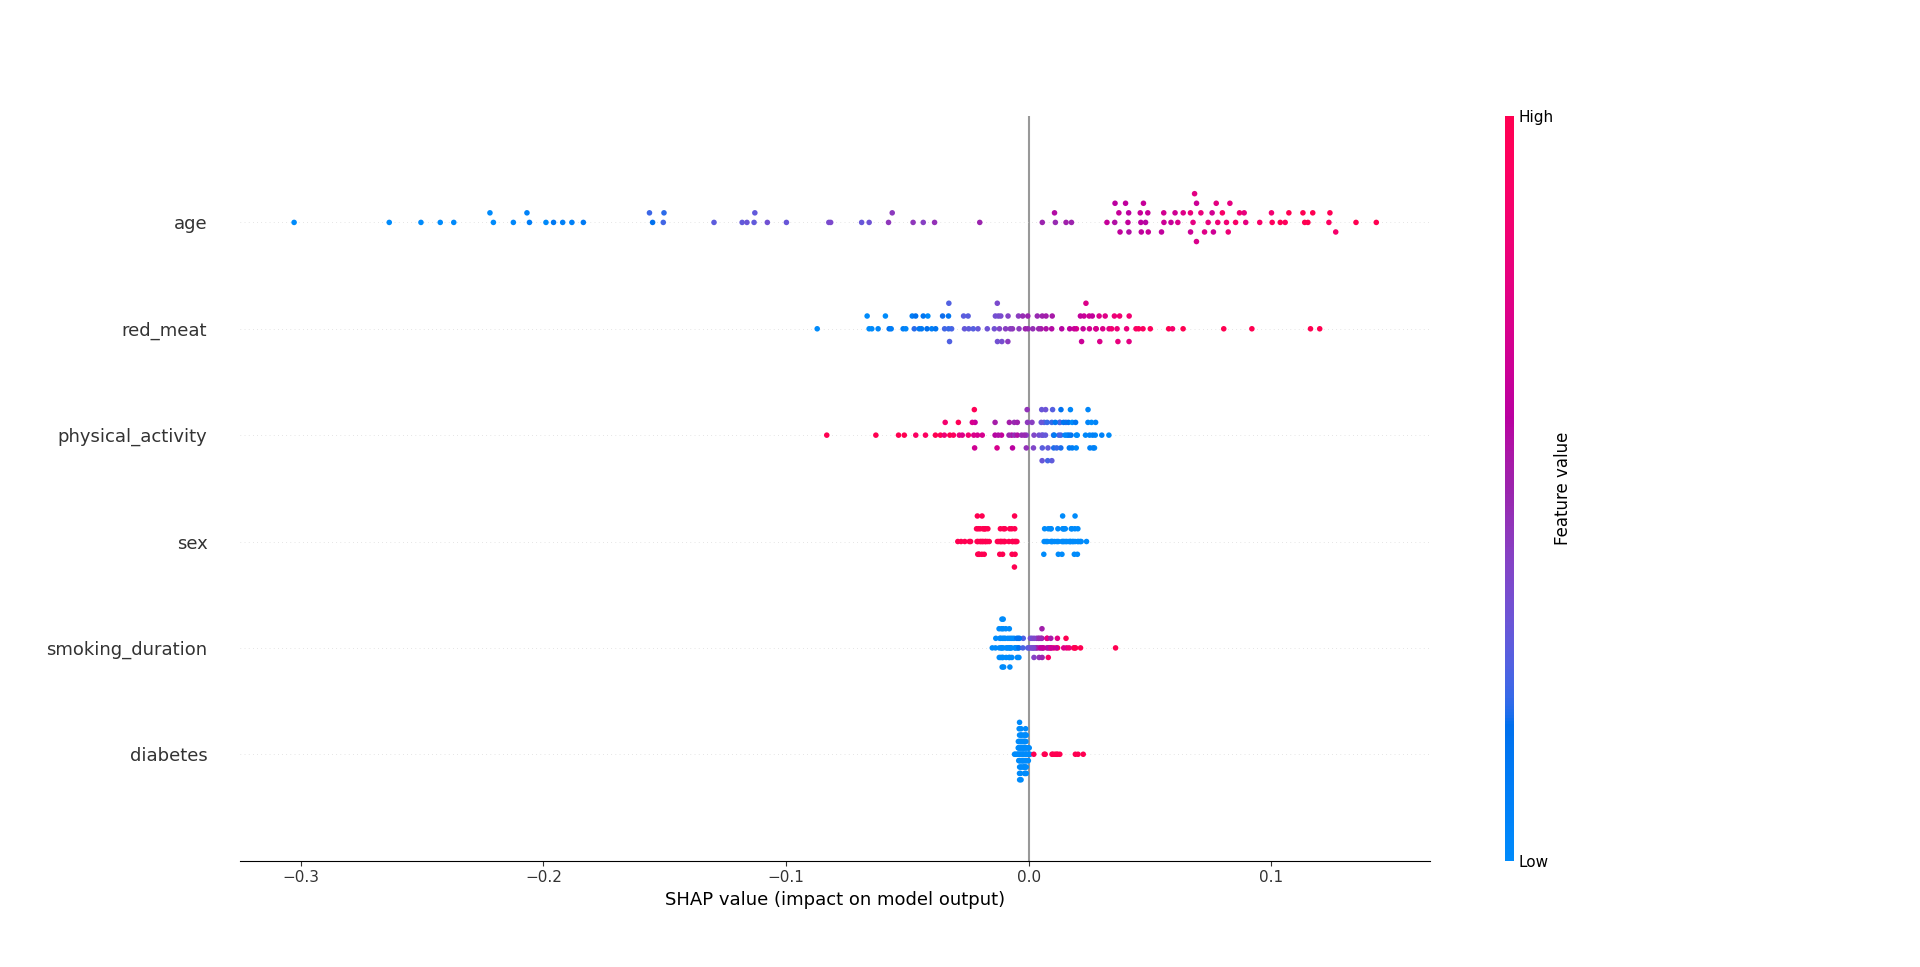 High
age
red_meat
physical_activity
Feature value
sex
smoking_duration
diabetes
Low
−0.3
−0.2
−0.1
0.0
0.1
SHAP value (impact on model output)